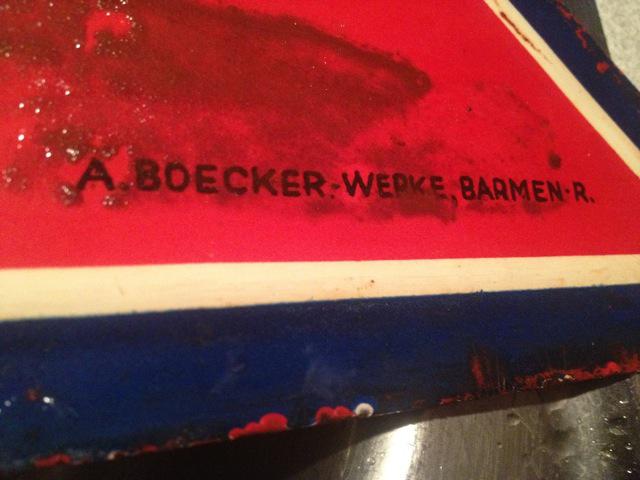 A. BOECKER-WERKE, BARMEN-R.